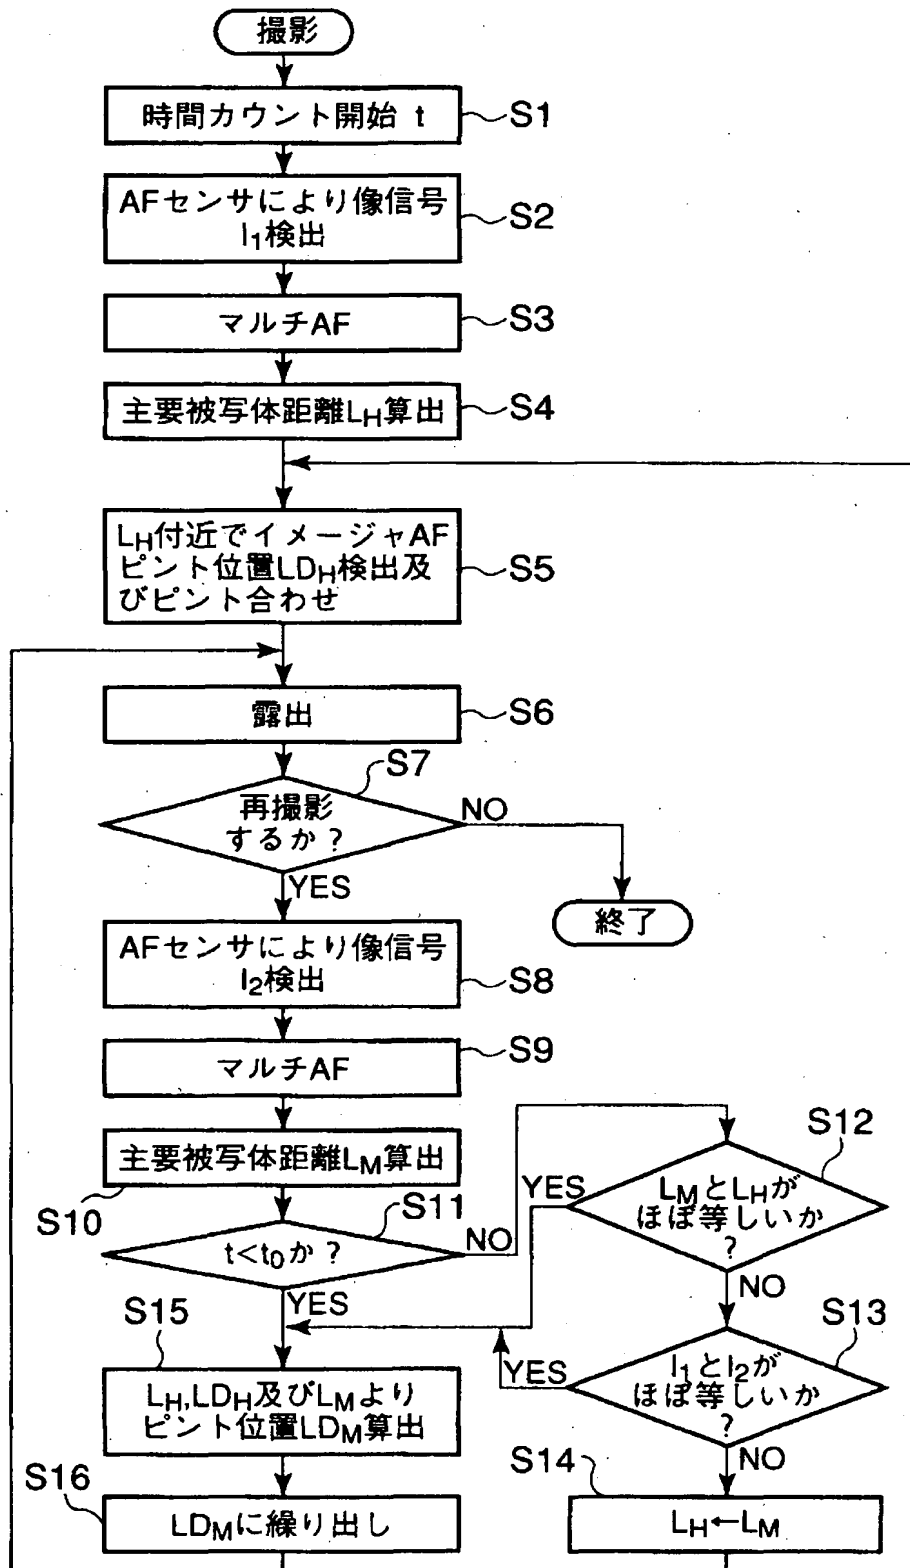 撮影
時間カウント開始 t
S1
AFセンサにより像信号
I1検出
S2
マルチAF
S3
主要被写体距離LH算出
S4
LH付近でイメージャAF
ピント位置LDH検出及
びピント合わせ
S5
露出
S6
S7
再撮影
するか？
NO
YES
終了
AFセンサにより像信号
I2検出
S8
マルチAF
S9
主要被写体距離LM算出
S10
S11
t<t0か？
NO
YES
S12
LMとLHが
ほぼ等しいか
？
YES
NO
S13
I1とI2が
ほぼ等しいか
？
YES
NO
S15
LH,LDH及びLMより
ピント位置LDM算出
S14
LH←LM
S16
LDMに繰り出し